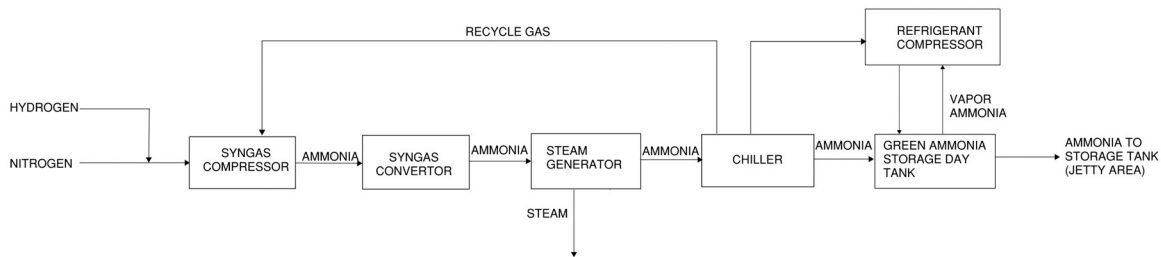 RECYCLE GAS
REFRIGERANT
COMPRESSOR
HYDROGEN
VAPOR
AMMONIA
NITROGEN
SYNGAS
COMPRESSOR
AMMONIA
SYNGAS
CONVERTOR
AMMONIA
STEAM
GENERATOR
AMMONIA
CHILLER
AMMONIA
GREEN AMMONIA
STORAGE DAY
TANK
AMMONIA TO
STORAGE TANK
(JETTY AREA)
STEAM